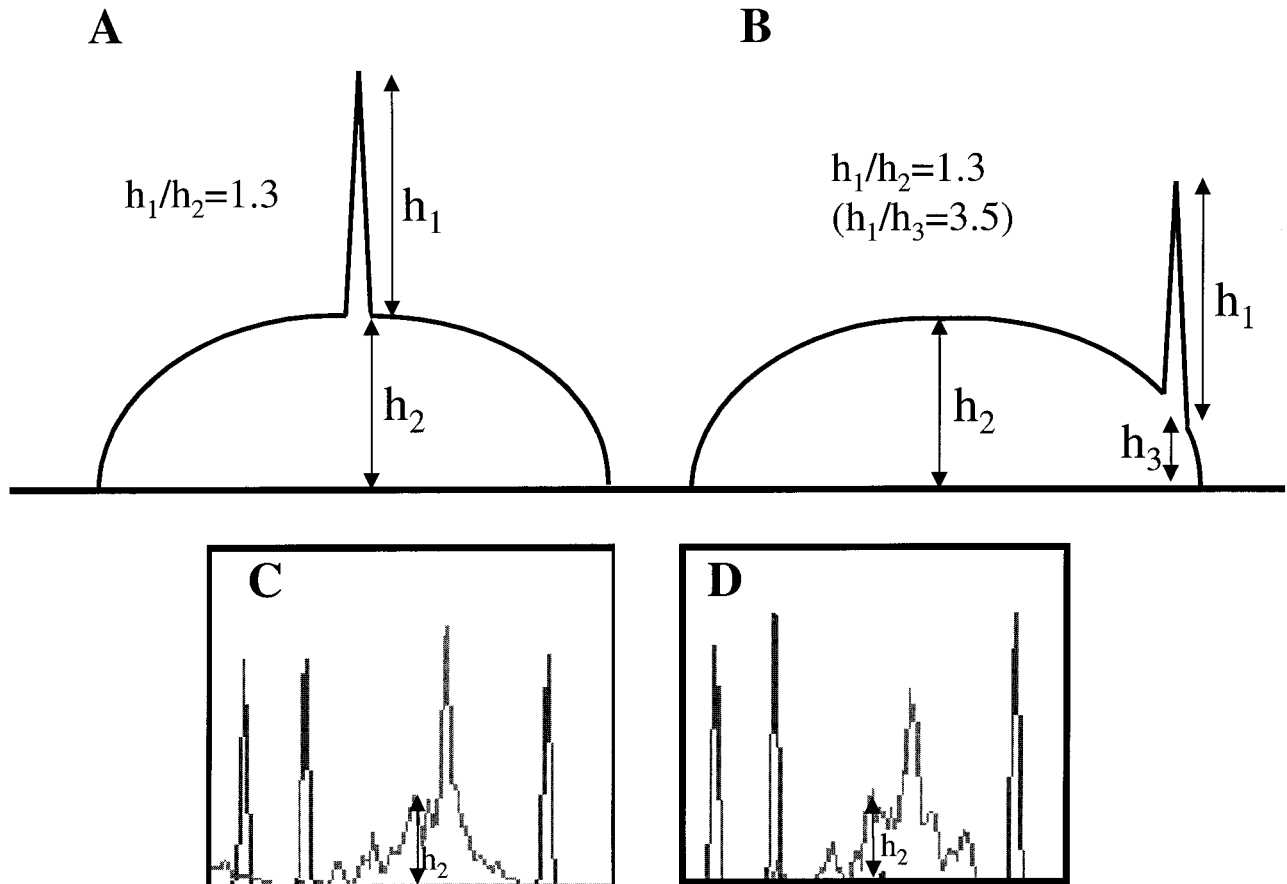 A
B
h₁/h₂=1.3
h₁
h₂
h₁/h₂=1.3
(h₁/h₃=3.5)
h₁
h₂
h₃
C
h₂
D
h₂